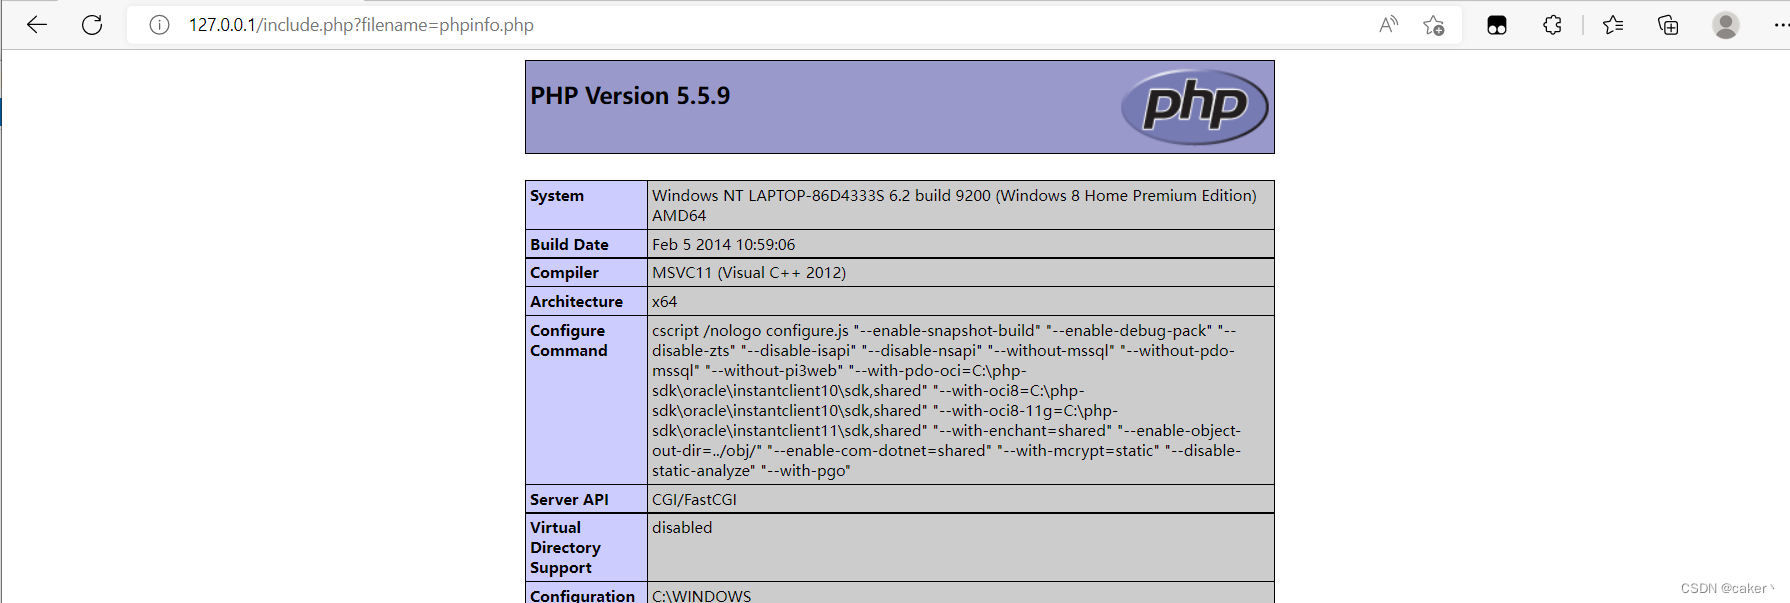 127.0.0.1/include.php?filename=phpinfo.php
PHP Version 5.5.9
php
System
Windows NT LAPTOP-86D4333S 6.2 build 9200 (Windows 8 Home Premium Edition)
AMD64
Build Date
Feb 5 2014 10:59:06
Compiler
MSVC11 (Visual C++ 2012)
Architecture
x64
Configure
Command
cscript /nologo configure.js "--enable-snapshot-build" "--enable-debug-pack" "--
disable-zts" "--disable-isapi" "--disable-nsapi" "--without-mssql" "--without-pdo-
mssql" "--without-pi3web" "--with-pdo-oci=C:\php-
sdk\oracle\instantclient10\sdk,shared" "--with-oci8=C:\php-
sdk\oracle\instantclient10\sdk,shared" "--with-oci8-11g=C:\php-
sdk\oracle\instantclient11\sdk,shared" "--with-enchant=shared" "--enable-object-
out-dir=../obj/" "--enable-com-dotnet=shared" "--with-mcrypt=static" "--disable-
static-analyze" "--with-pgo"
Server API
CGI/FastCGI
Virtual
Directory
Support
disabled
Configuration
C:\WINDOWS
CSDN @caker丶